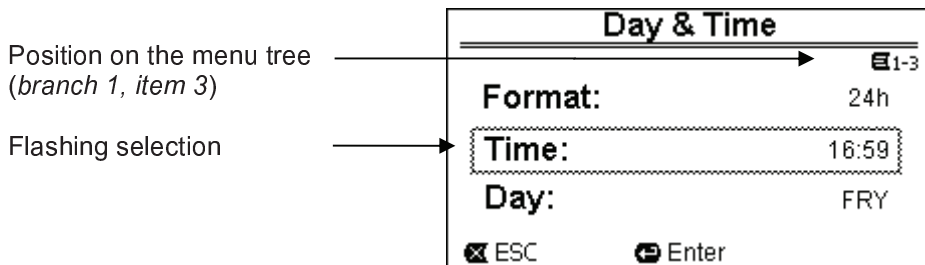 Day & Time
Position on the menu tree
(branch 1, item 3)
1-3
Format: 24h
Flashing selection
Time: 16:59
Day: FRY
ESC Enter